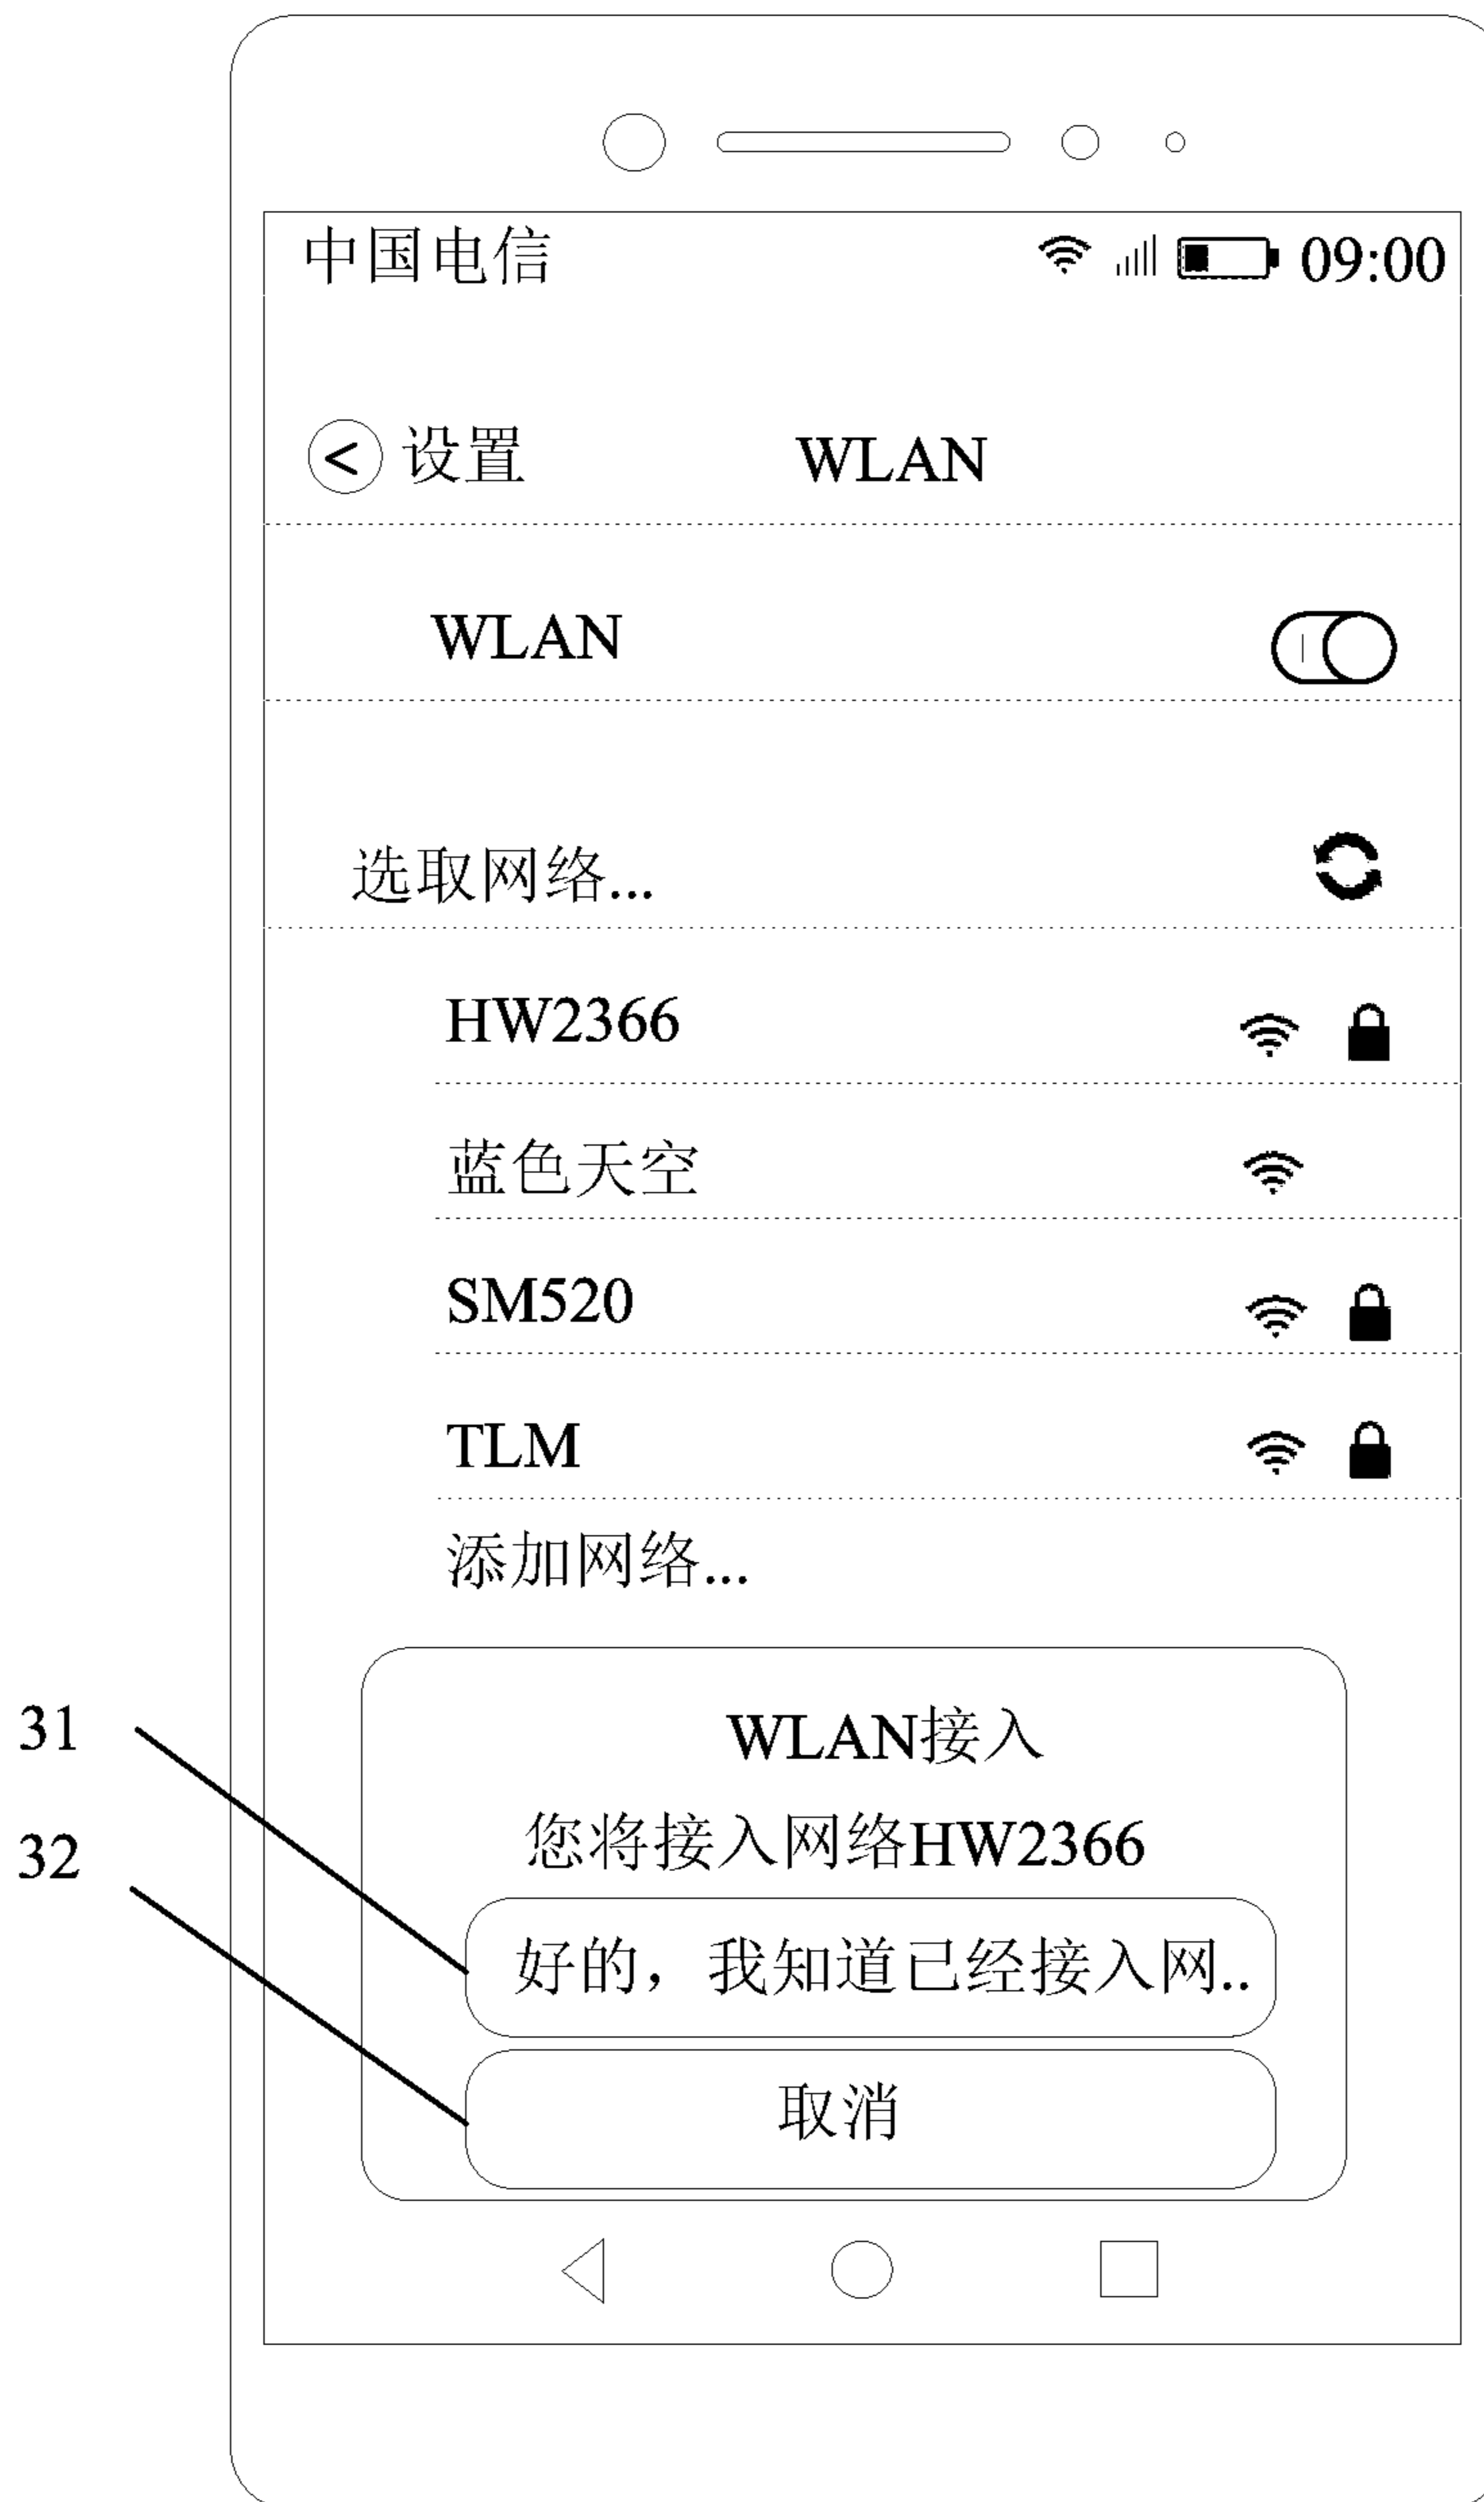 中国电信 09:00
< 设置 WLAN
WLAN
选取网络...
HW2366
蓝色天空
SM520
TLM
添加网络...
WLAN接入
您将接入网络HW2366
31
好的，我知道已经接入网..
32
取消